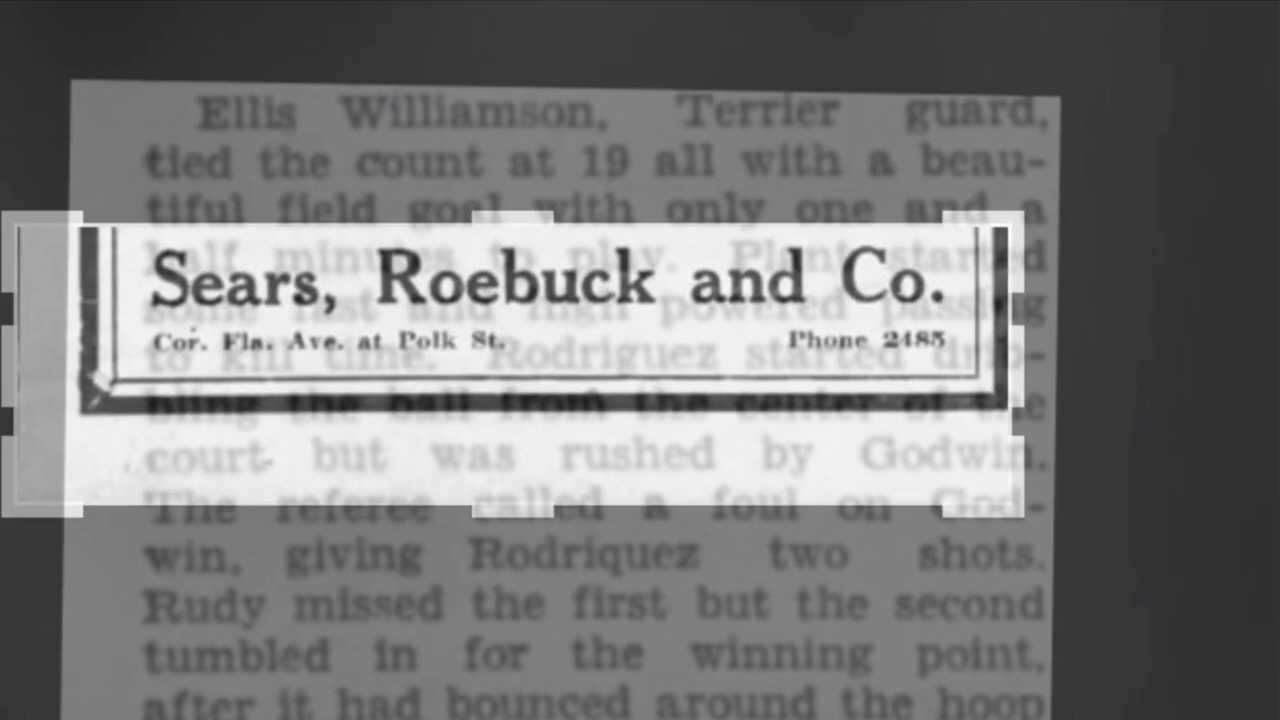 Ellis Williamson, Terrier guard,
tied the count at 19 all with a beau-
tiful field goal with only one and a
half minutes to play. Plant started
Sears, Roebuck and Co.
some fast and high powered passing
Cor. Fla. Ave. at Polk St. Phone 2485
to kill time. Rodriguez started drib-
bling the ball from the center of the
court but was rushed by Godwin.
The referee called a foul on God-
win, giving Rodriquez two shots.
Rudy missed the first but the second
tumbled in for the winning point,
after it had bounced around the hoop